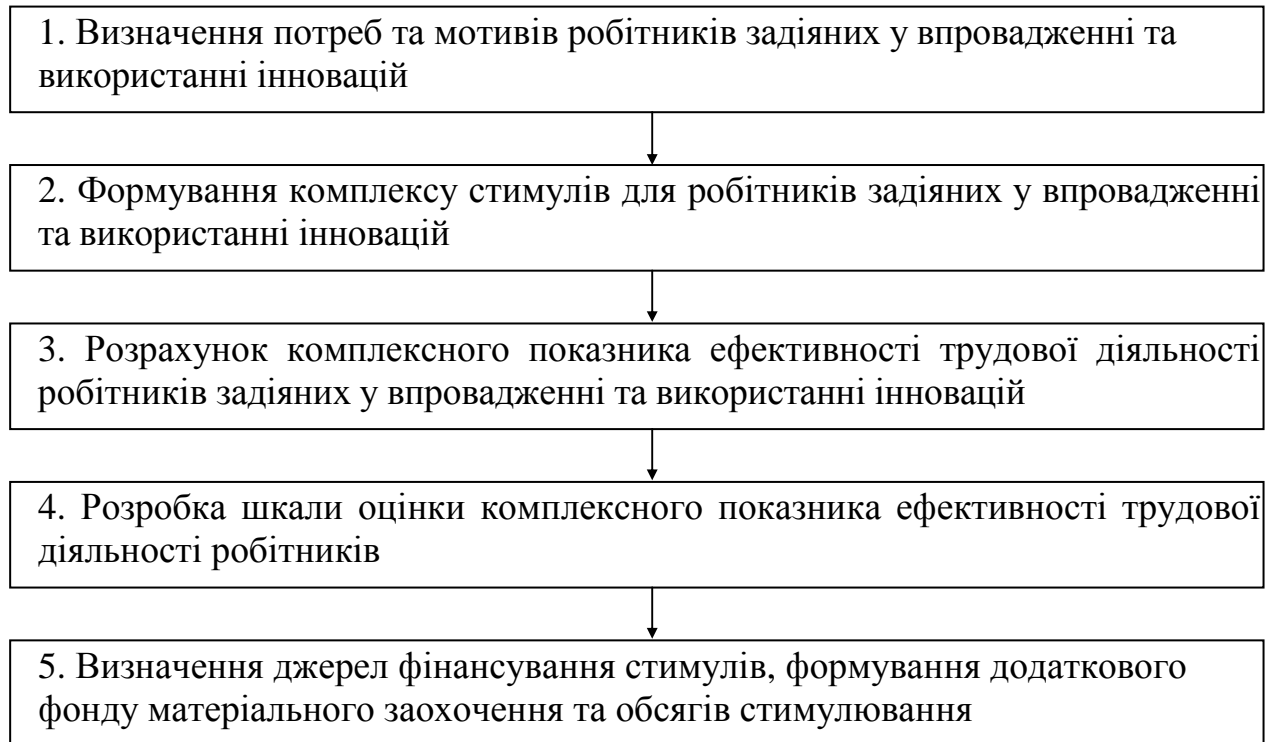 1. Визначення потреб та мотивів робітників задіяних у впровадженні та
використанні інновацій
2. Формування комплексу стимулів для робітників задіяних у впровадженні
та використанні інновацій
3. Розрахунок комплексного показника ефективності трудової діяльності
робітників задіяних у впровадженні та використанні інновацій
4. Розробка шкали оцінки комплексного показника ефективності трудової
діяльності робітників
5. Визначення джерел фінансування стимулів, формування додаткового
фонду матеріального заохочення та обсягів стимулювання